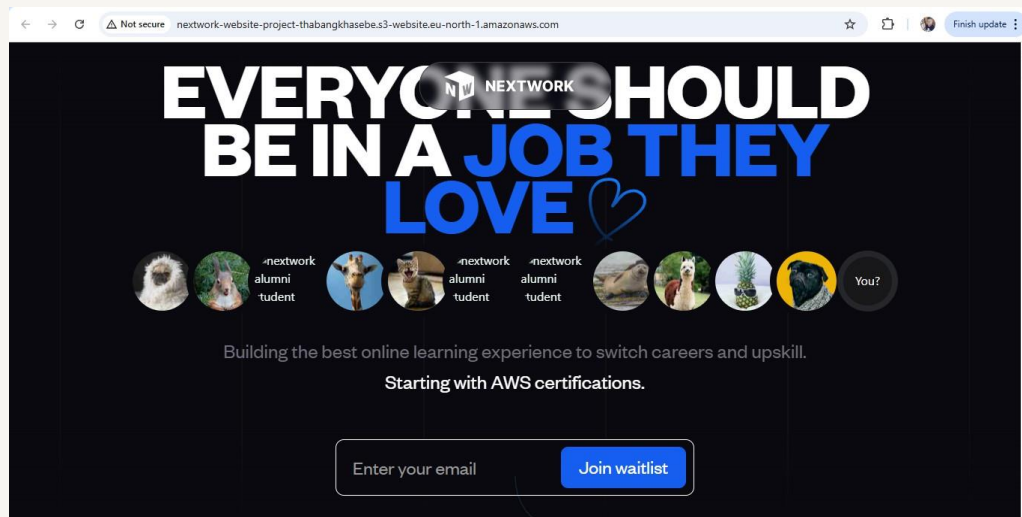 Not secure
nextwork-website-project-thabangkhasebe.s3-website.eu-north-1.amazonaws.com
Finish update
NW NEXTWORK
EVERYONE SHOULD
BE IN A JOB THEY
LOVE
nextwork alumni tudent
nextwork alumni tudent
nextwork alumni tudent
You?
Building the best online learning experience to switch careers and upskill.
Starting with AWS certifications.
Enter your email
Join waitlist